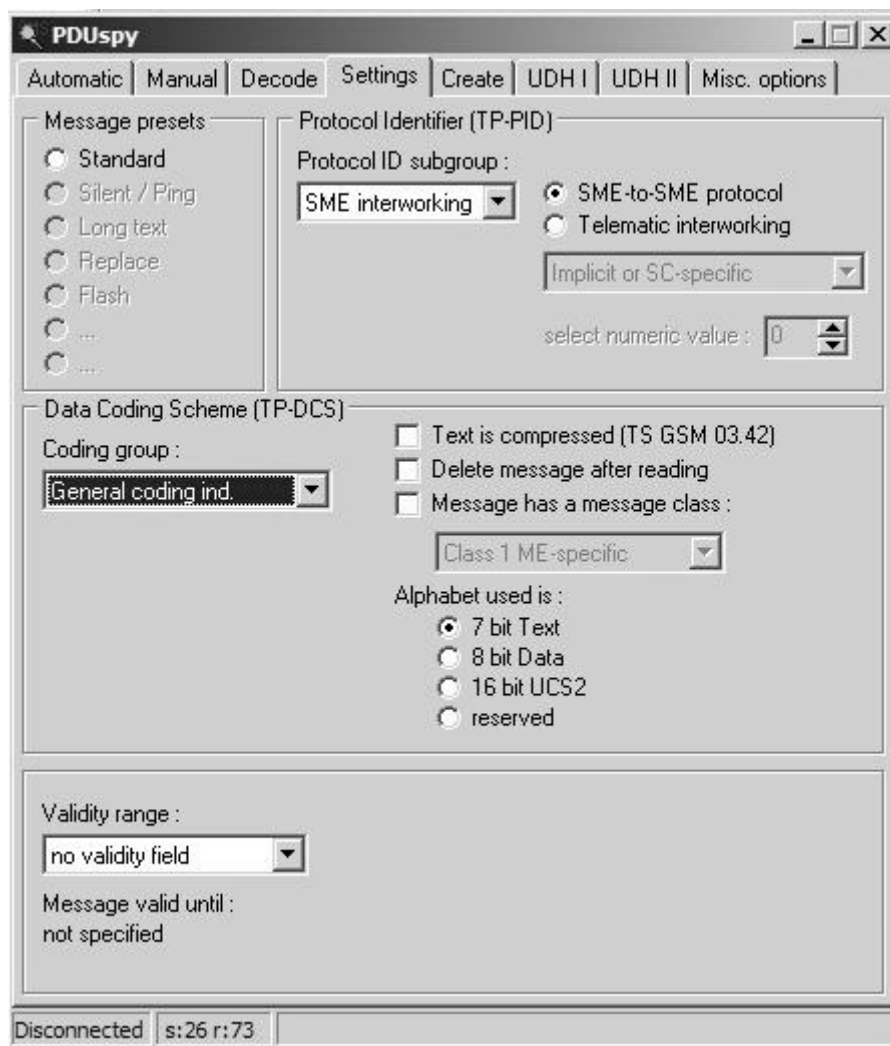 PDUspy
Automatic Manual Decode Settings Create UDH I UDH II Misc. options
Message presets
Standard
Silent / Ping
Long text
Replace
Flash
...
...
Protocol Identifier (TP-PID)
Protocol ID subgroup :
SME interworking
SME-to-SME protocol
Telematic interworking
Implicit or SC-specific
select numeric value : 0
Data Coding Scheme (TP-DCS)
Coding group :
General coding ind.
Text is compressed (TS GSM 03.42)
Delete message after reading
Message has a message class :
Class 1 ME-specific
Alphabet used is :
7 bit Text
8 bit Data
16 bit UCS2
reserved
Validity range :
no validity field
Message valid until :
not specified
Disconnected s:26 r:73